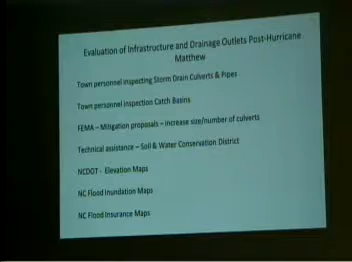 Evaluation of Infrastructure and Drainage Outlets Post-Hurricane
Matthew
Town personnel inspecting Storm Drain Culverts & Pipes
Town personnel inspection Catch Basins
FEMA – Mitigation proposals – increase size/number of culverts
Technical assistance – Soil & Water Conservation District
NCDOT - Elevation Maps
NC Flood Inundation Maps
NC Flood Insurance Maps